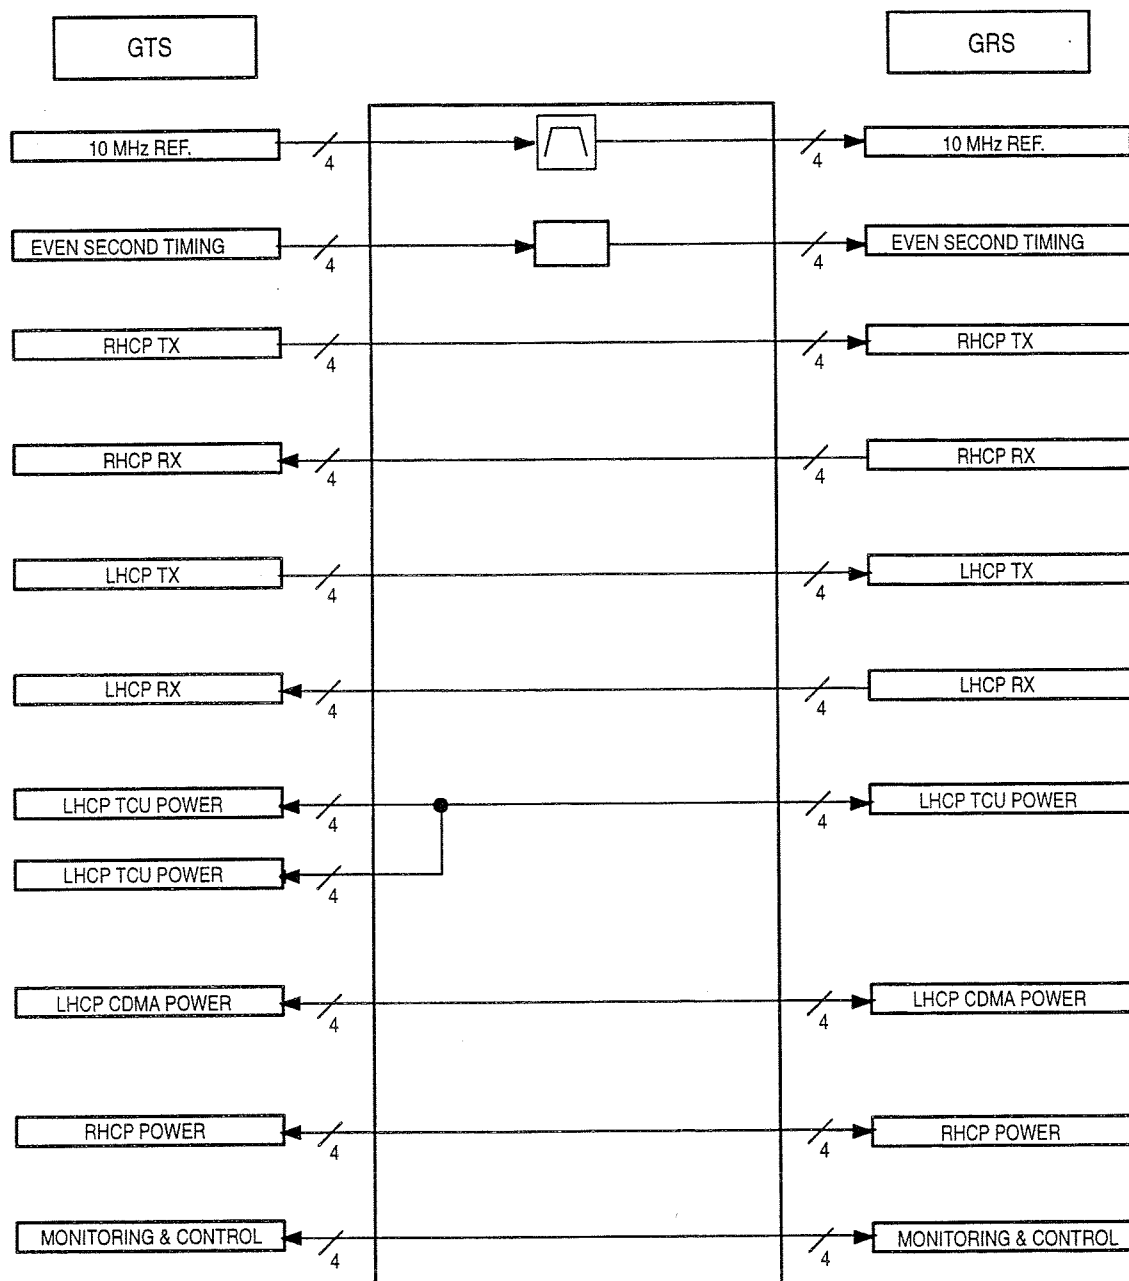 GTS
GRS
10 MHz REF.
4
4
10 MHz REF.
EVEN SECOND TIMING
4
4
EVEN SECOND TIMING
RHCP TX
4
4
RHCP TX
RHCP RX
4
4
RHCP RX
LHCP TX
4
4
LHCP TX
LHCP RX
4
4
LHCP RX
LHCP TCU POWER
4
4
LHCP TCU POWER
LHCP TCU POWER
4
LHCP CDMA POWER
4
4
LHCP CDMA POWER
RHCP POWER
4
4
RHCP POWER
MONITORING & CONTROL
4
4
MONITORING & CONTROL